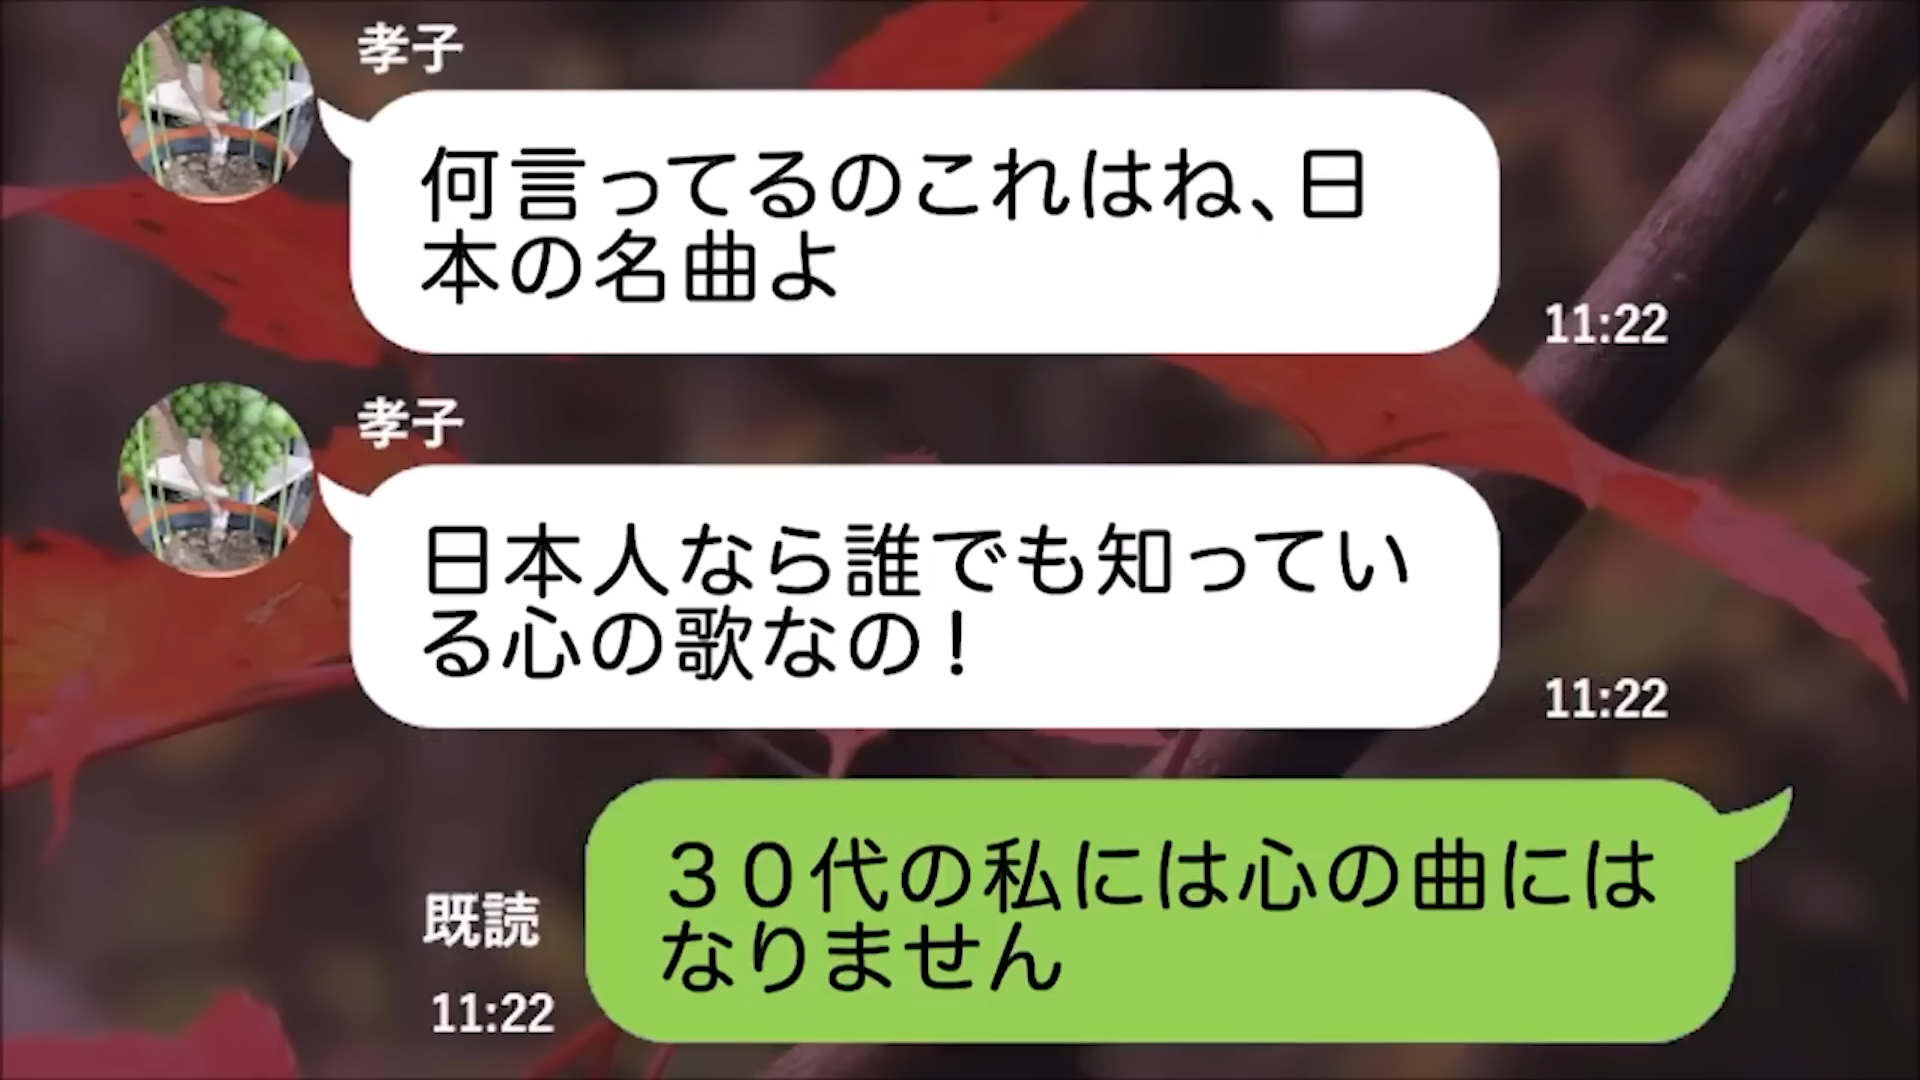 孝子
何言ってるのこれはね、日
本の名曲よ
11:22
孝子
日本人なら誰でも知ってい
る心の歌なの！
11:22
３０代の私には心の曲には
なりません
既読
11:22